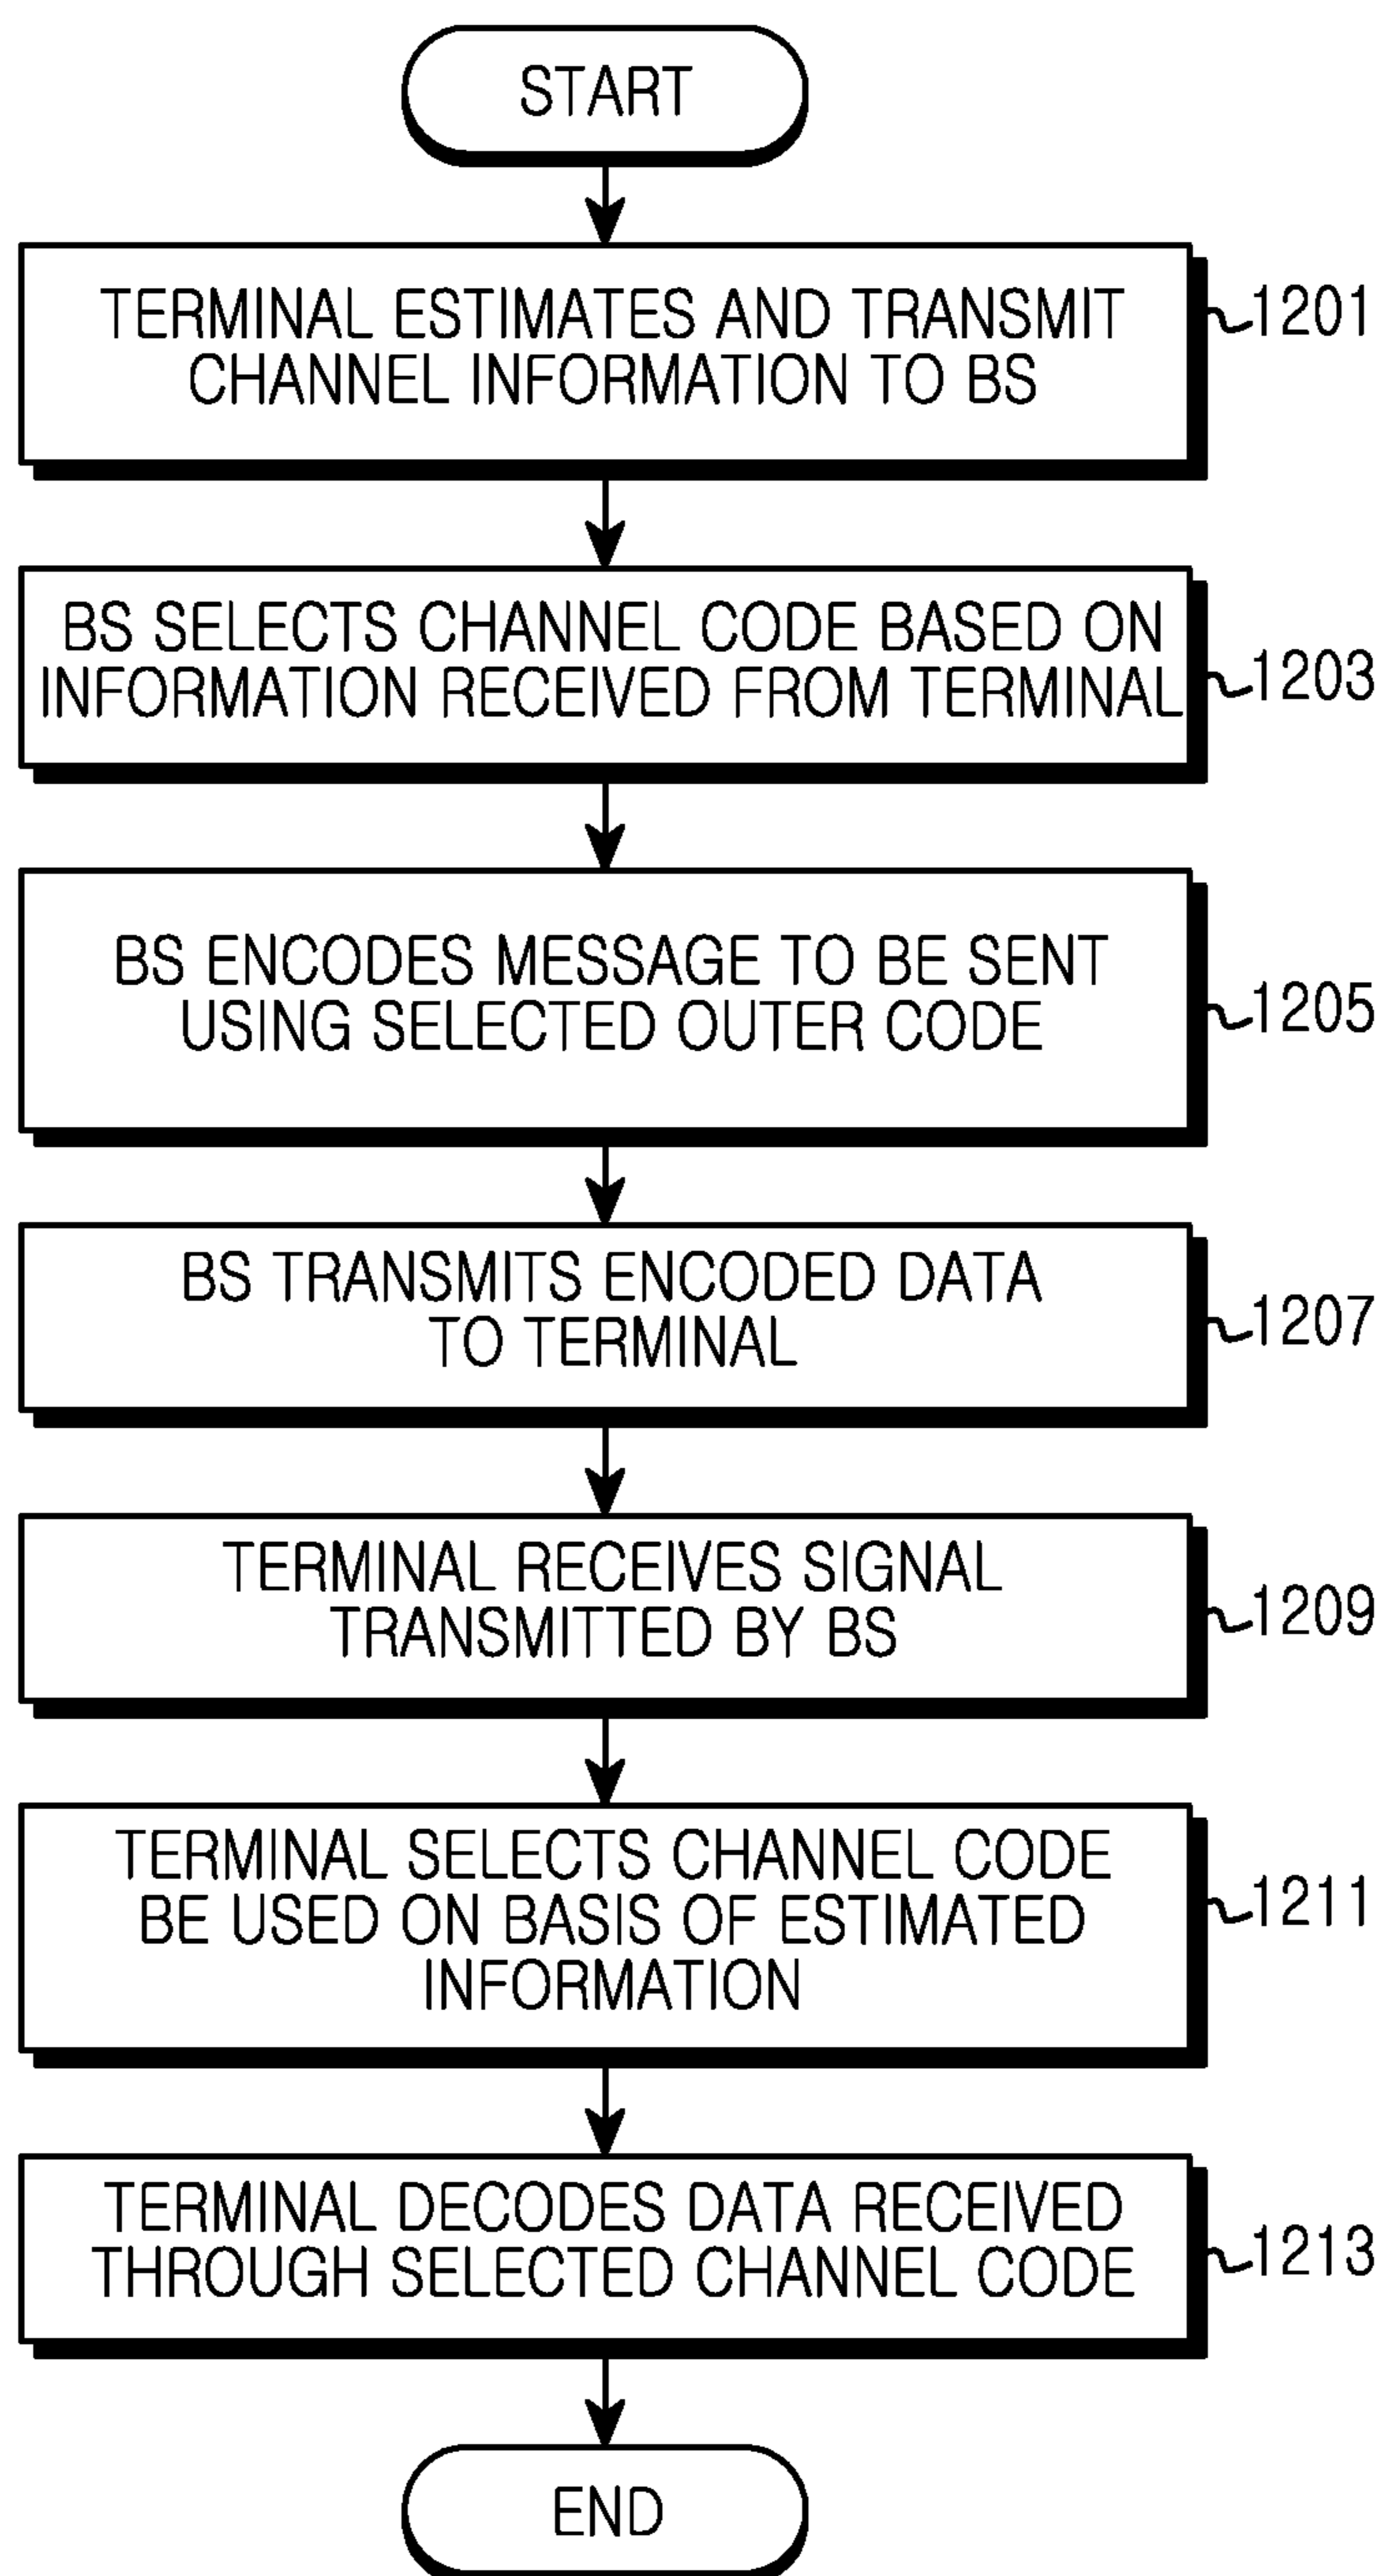 START
TERMINAL ESTIMATES AND TRANSMIT
CHANNEL INFORMATION TO BS
1201
BS SELECTS CHANNEL CODE BASED ON
INFORMATION RECEIVED FROM TERMINAL
1203
BS ENCODES MESSAGE TO BE SENT
USING SELECTED OUTER CODE
1205
BS TRANSMITS ENCODED DATA
TO TERMINAL
1207
TERMINAL RECEIVES SIGNAL
TRANSMITTED BY BS
1209
TERMINAL SELECTS CHANNEL CODE
BE USED ON BASIS OF ESTIMATED
INFORMATION
1211
TERMINAL DECODES DATA RECEIVED
THROUGH SELECTED CHANNEL CODE
1213
END